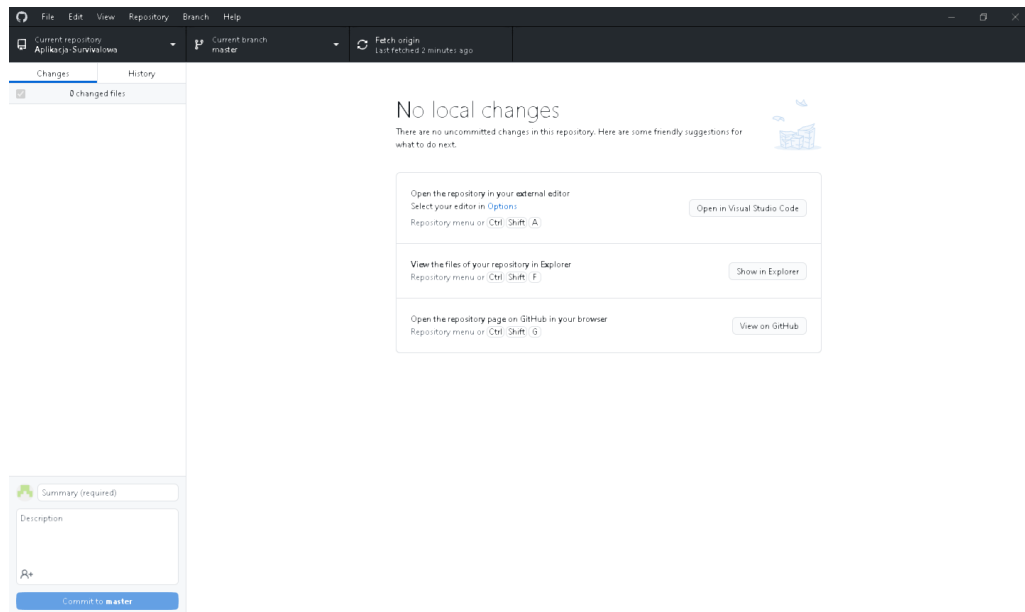 File Edit View Repository Branch Help
Current repository
Aplikacja-Survivalowa
Current branch
master
Fetch origin
Last fetched 2 minutes ago
Changes History
0 changed files
No local changes
There are no uncommitted changes in this repository. Here are some friendly suggestions for
what to do next.
Open the repository in your external editor
Select your editor in Options
Repository menu or Ctrl Shift A
Open in Visual Studio Code
View the files of your repository in Explorer
Repository menu or Ctrl Shift F
Show in Explorer
Open the repository page on GitHub in your browser
Repository menu or Ctrl Shift G
View on GitHub
Summary (required)
Description
Commit to master